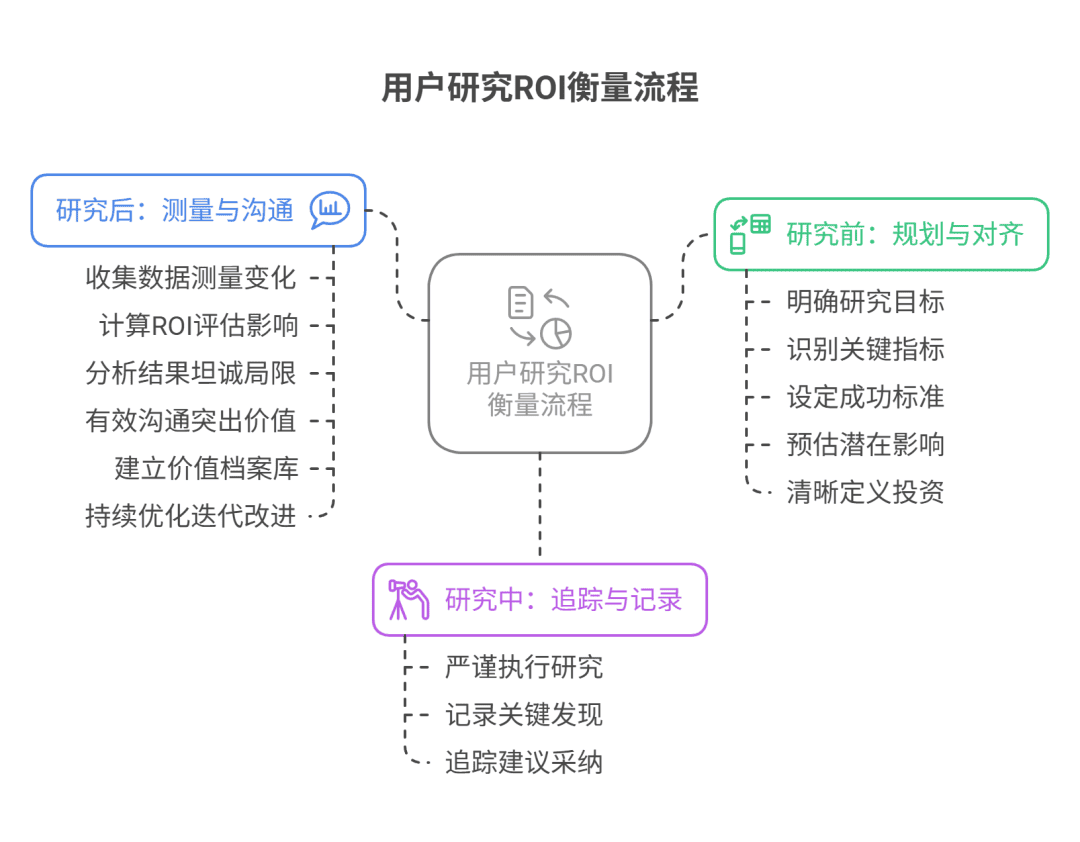 用户研究ROI衡量流程
研究后：测量与沟通
收集数据测量变化
计算ROI评估影响
分析结果坦诚局限
有效沟通突出价值
建立价值档案库
持续优化迭代改进
用户研究ROI
衡量流程
研究前：规划与对齐
明确研究目标
识别关键指标
设定成功标准
预估潜在影响
清晰定义投资
研究中：追踪与记录
严谨执行研究
记录关键发现
追踪建议采纳